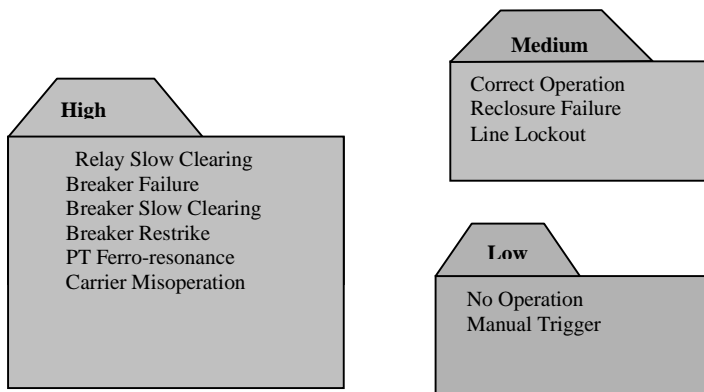 High
Relay Slow Clearing
Breaker Failure
Breaker Slow Clearing
Breaker Restrike
PT Ferro-resonance
Carrier Misoperation
Medium
Correct Operation
Reclosure Failure
Line Lockout
Low
No Operation
Manual Trigger